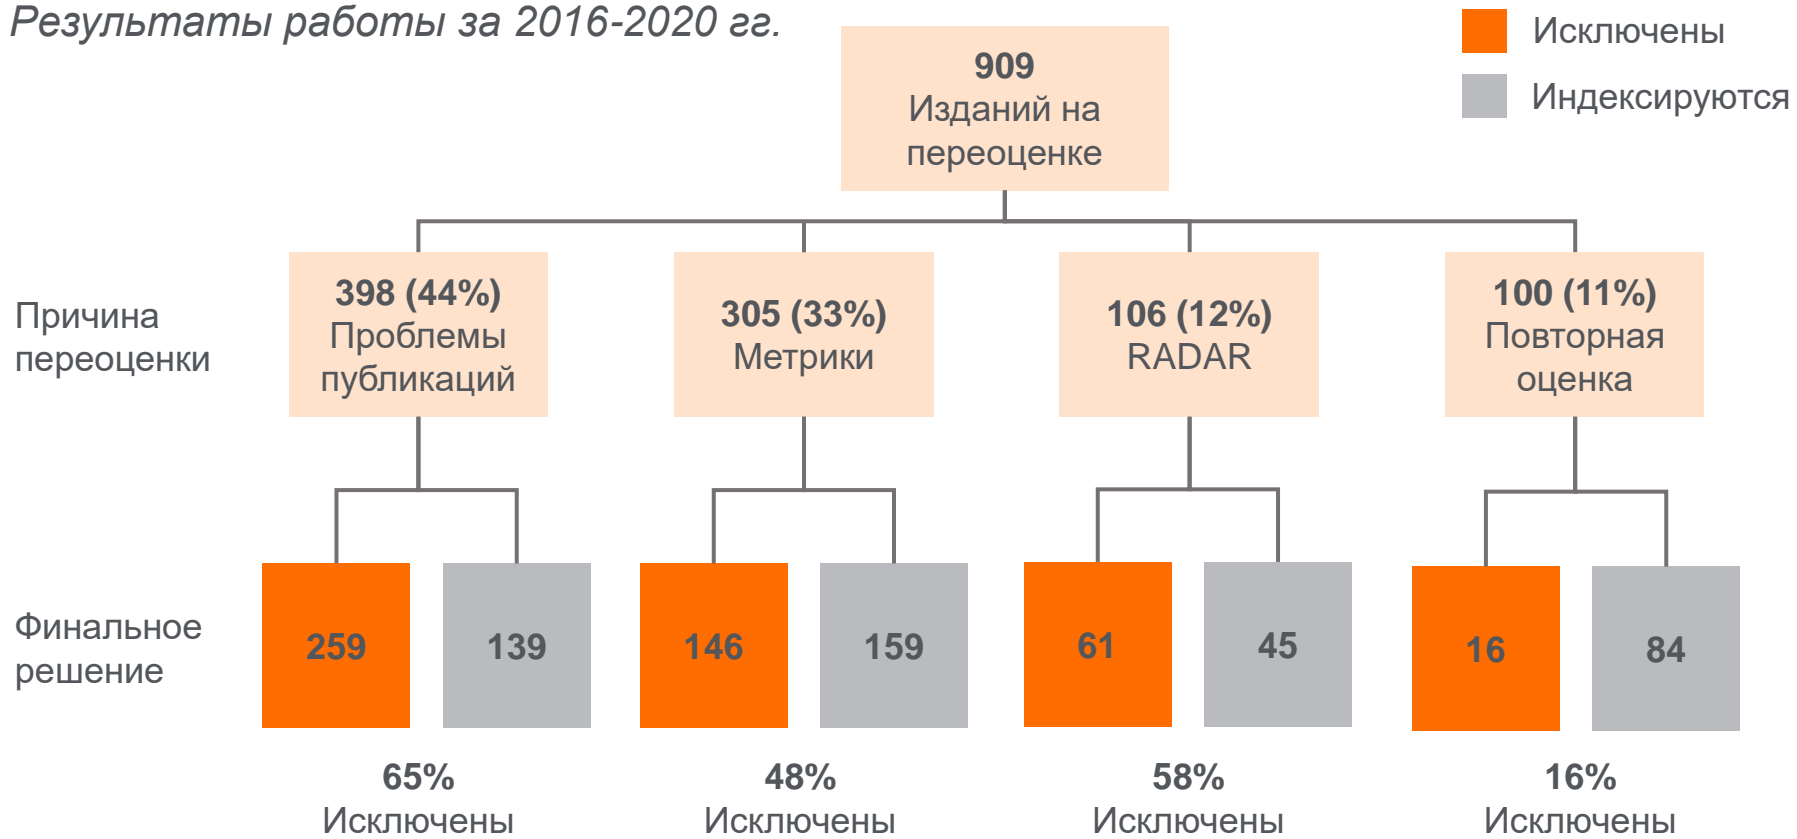 Результаты работы за 2016-2020 гг.
Исключены
Индексируются
909
Изданий на
переоценке
Причина
переоценки
398 (44%)
Проблемы
публикаций
305 (33%)
Метрики
106 (12%)
RADAR
100 (11%)
Повторная
оценка
Финальное
решение
259
139
146
159
61
45
16
84
65%
Исключены
48%
Исключены
58%
Исключены
16%
Исключены